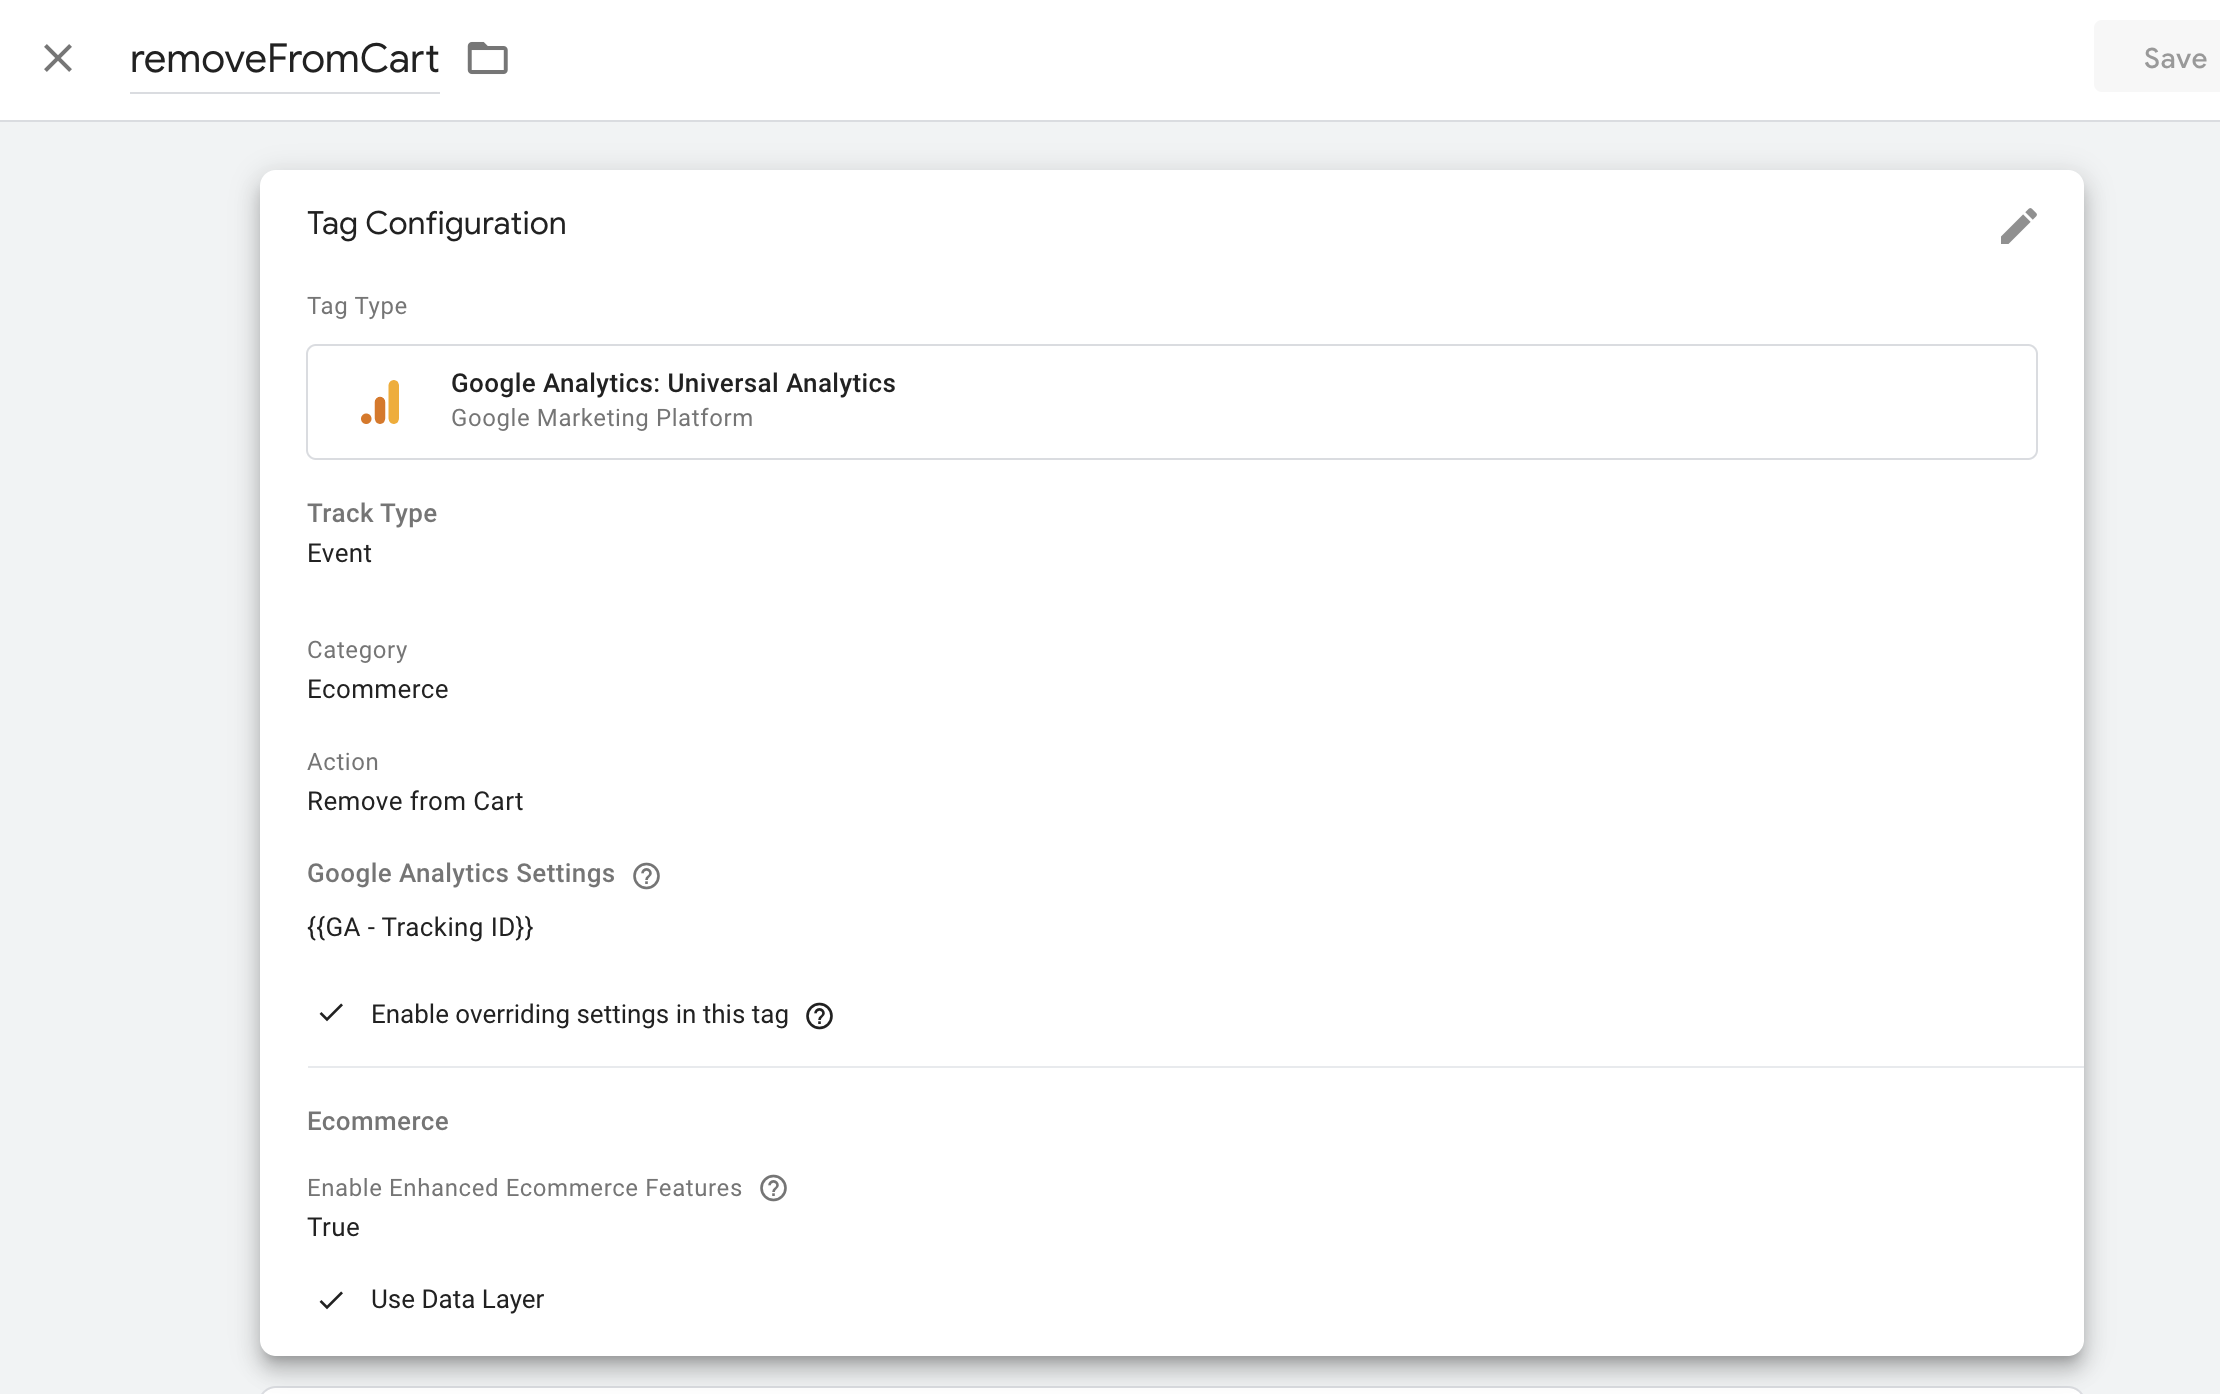 removeFromCart
Save
Tag Configuration
Tag Type
Google Analytics: Universal Analytics
Google Marketing Platform
Track Type
Event
Category
Ecommerce
Action
Remove from Cart
Google Analytics Settings
{{GA - Tracking ID}}
Enable overriding settings in this tag
Ecommerce
Enable Enhanced Ecommerce Features
True
Use Data Layer